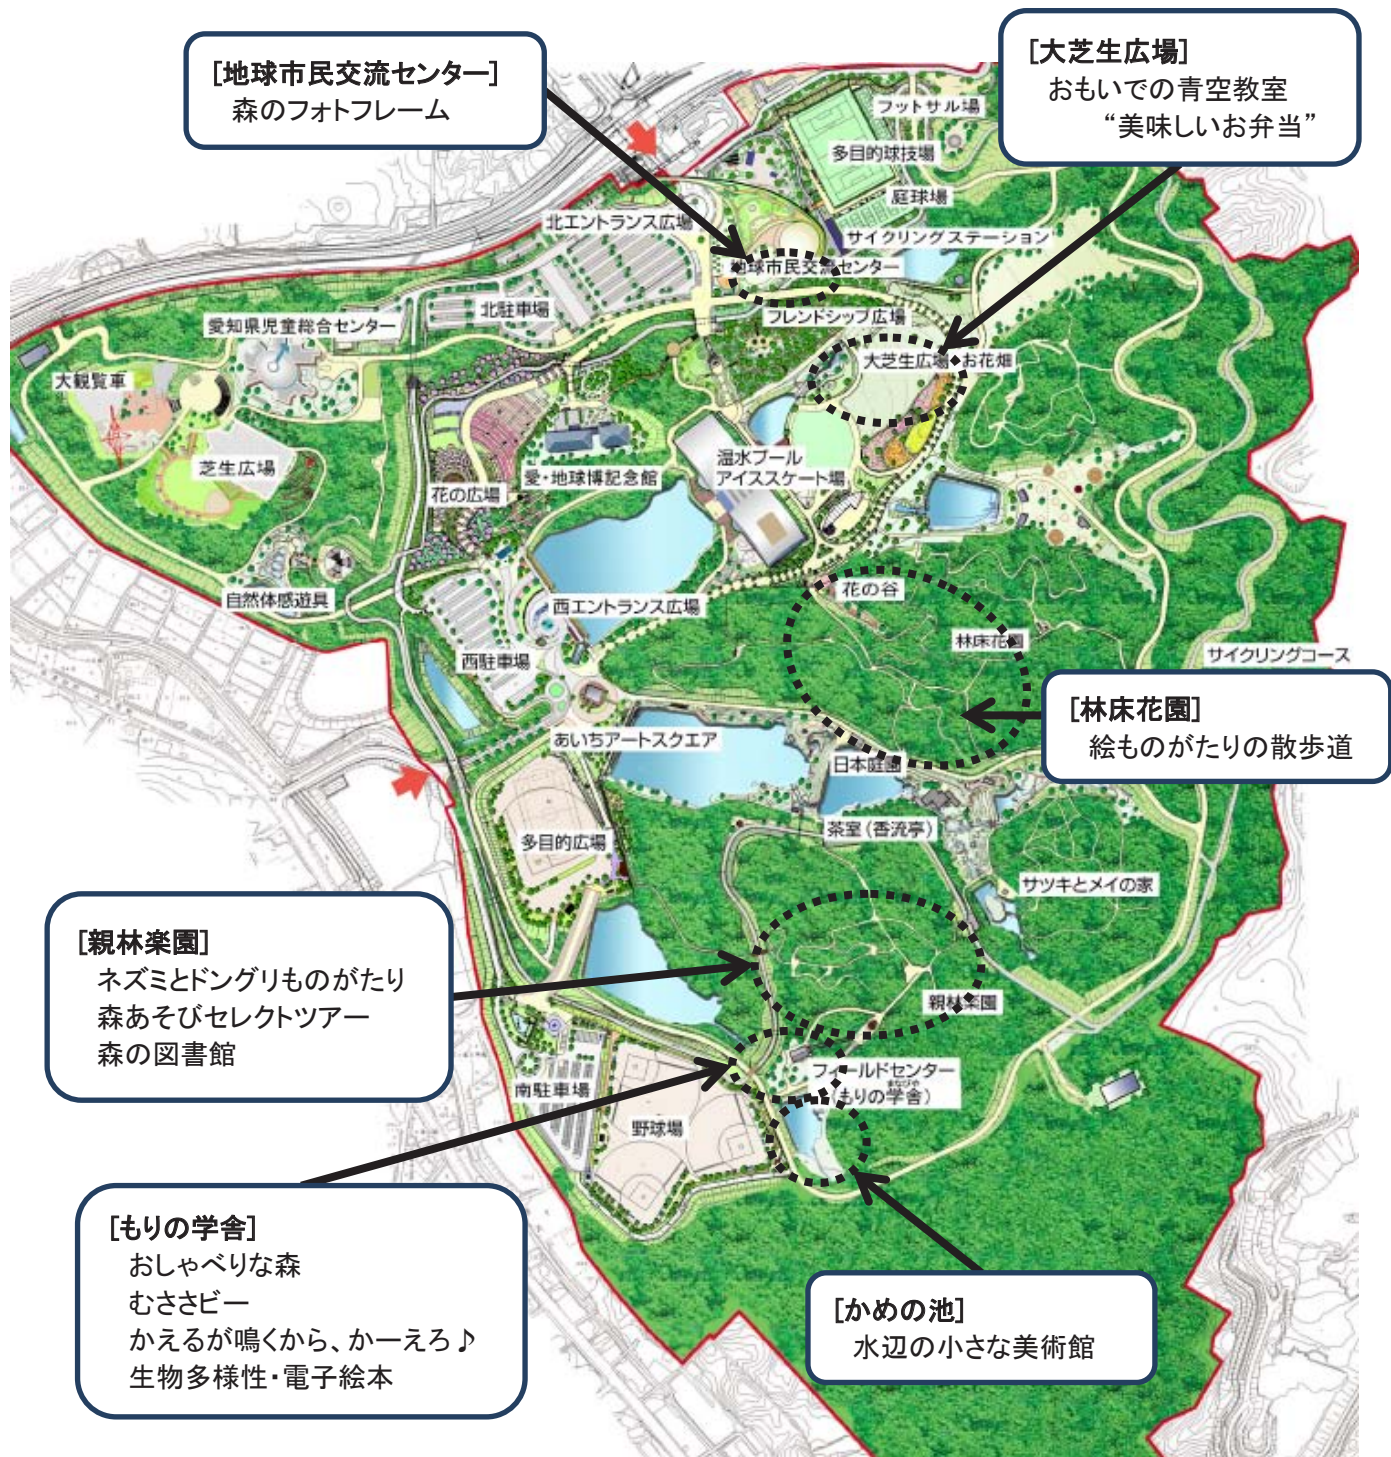 [地球市民交流センター]
森のフォトフレーム
[大芝生広場]
おもいでの青空教室
“美味しいお弁当”
フットサル場
多目的球技場
庭球場
北エントランス広場
サイクリングステーション
地球市民交流センター
北駐車場
フレンドシップ広場
愛知県児童総合センター
大芝生広場・お花畑
大観覧車
温水プール
アイススケート場
芝生広場
花の広場
愛・地球博記念館
自然体感遊具
西エントランス広場
花の谷
林床花園
サイクリングコース
西駐車場
[林床花園]
絵ものがたりの散歩道
あいちアートスクエア
日本庭園
多目的広場
茶室(香流亭)
サツキとメイの家
[親林楽園]
ネズミとドングリものがたり
森あそびセレクトツアー
森の図書館
親林楽園
フィールドセンター
まなびや
(もりの学舎)
南駐車場
野球場
[もりの学舎]
おしゃべりな森
むささビー
かえるが鳴くから、かーえろ♪
生物多様性・電子絵本
[かめの池]
水辺の小さな美術館